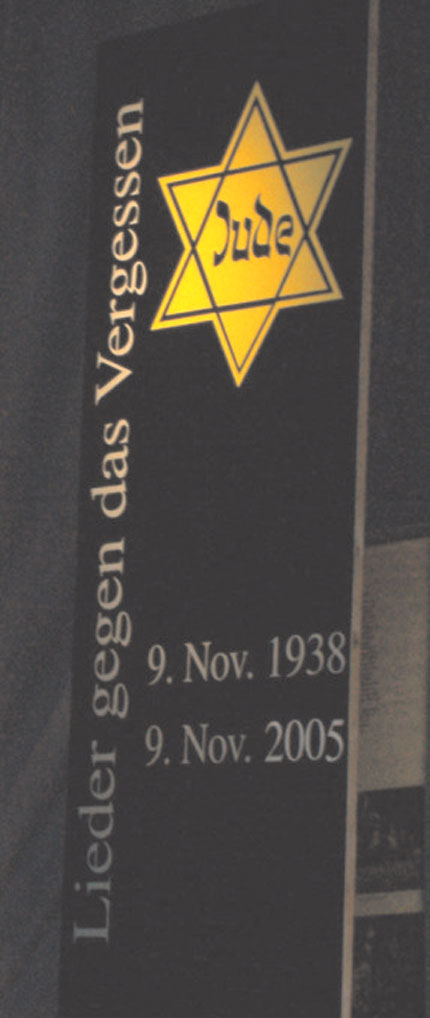 Lieder gegen das Vergessen
Jude
9. Nov. 1938
9. Nov. 2005